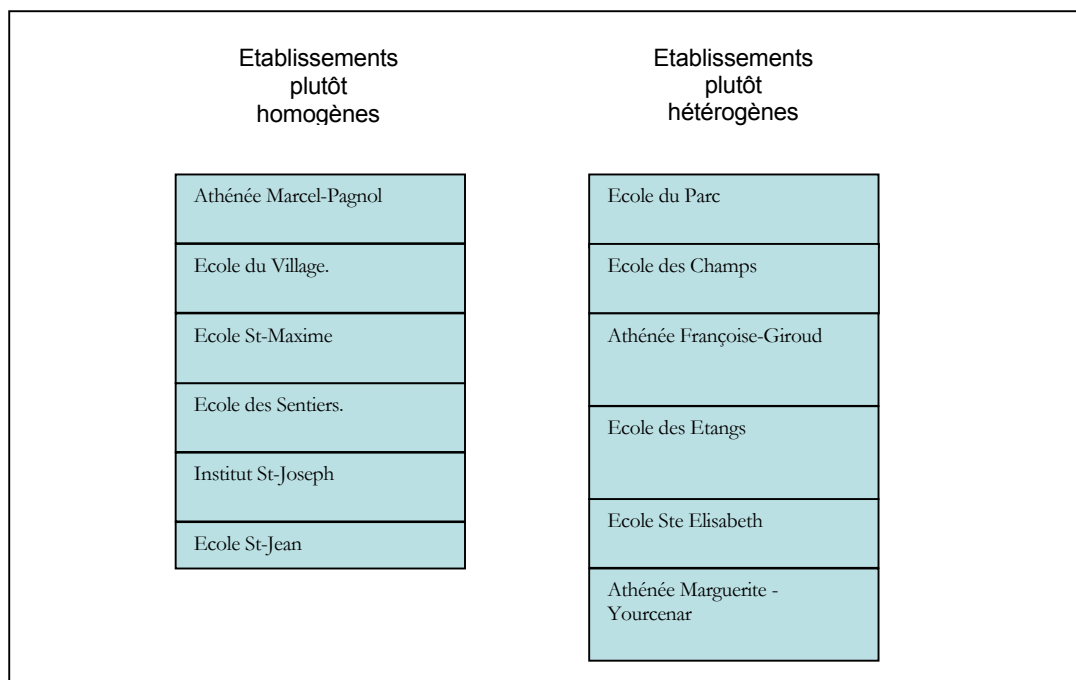 Etablissements
plutôt
homogènes
Athénée Marcel-Pagnol
Ecole du Village.
Ecole St-Maxime
Ecole des Sentiers.
Institut St-Joseph
Ecole St-Jean
Etablissements
plutôt
hétérogènes
Ecole du Parc
Ecole des Champs
Athénée Françoise-Giroud
Ecole des Etangs
Ecole Ste Elisabeth
Athénée Marguerite -
Yourcenar